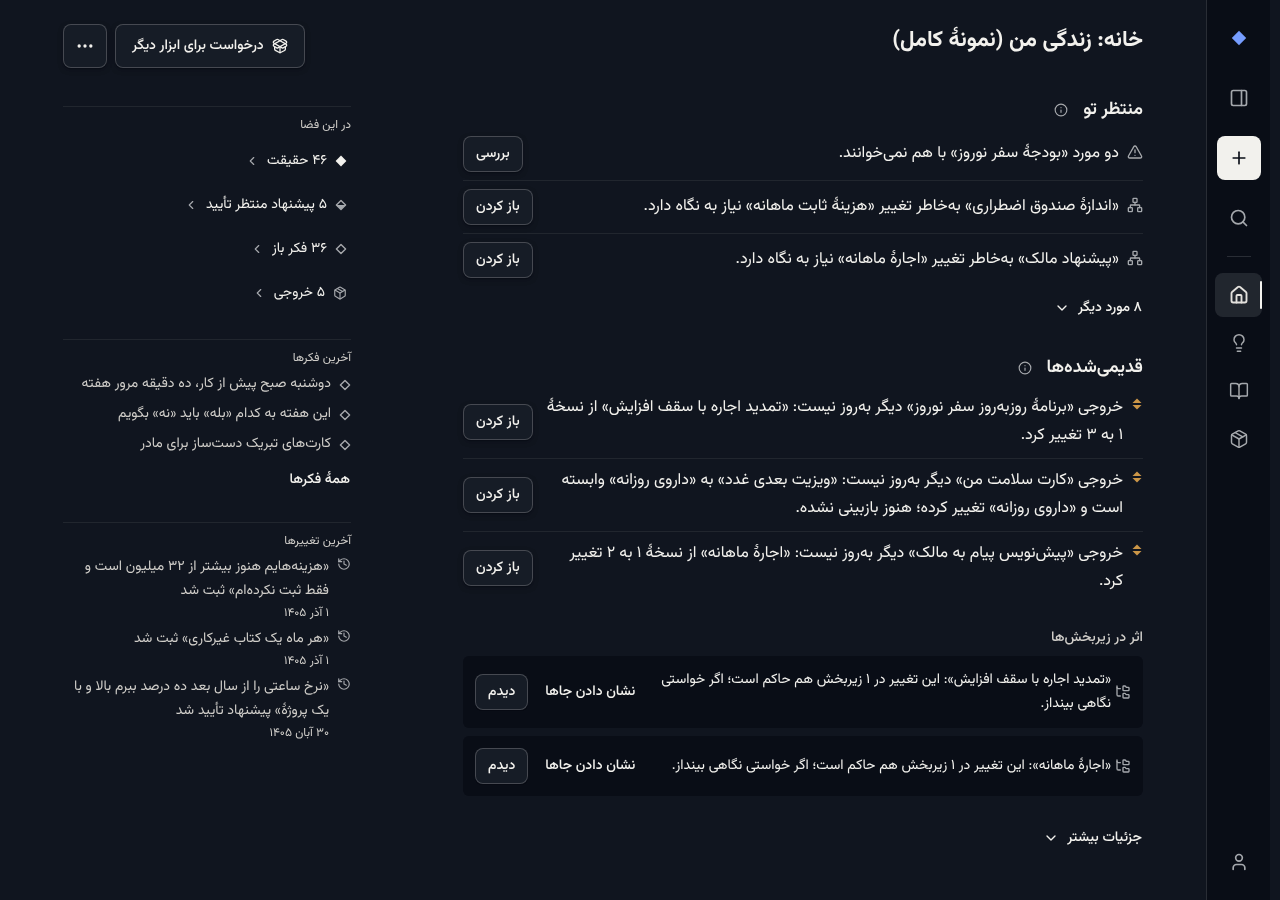 خانه: زندگی من (نمونهٔ کامل)
درخواست برای ابزار دیگر
منتظر تو
دو مورد «بودجهٔ سفر نوروز» با هم نمی‌خوانند.
بررسی
«اندازهٔ صندوق اضطراری» به‌خاطر تغییر «هزینهٔ ثابت ماهانه» نیاز به نگاه دارد.
باز کردن
«پیشنهاد مالک» به‌خاطر تغییر «اجارهٔ ماهانه» نیاز به نگاه دارد.
باز کردن
۸ مورد دیگر
قدیمی‌شده‌ها
خروجی «برنامهٔ روزبه‌روز سفر نوروز» دیگر به‌روز نیست: «تمدید اجاره با سقف افزایش» از نسخهٔ
۱ به ۳ تغییر کرد.
باز کردن
خروجی «کارت سلامت من» دیگر به‌روز نیست: «ویزیت بعدی غدد» به «داروی روزانه» وابسته
است و «داروی روزانه» تغییر کرده؛ هنوز بازبینی نشده.
باز کردن
خروجی «پیش‌نویس پیام به مالک» دیگر به‌روز نیست: «اجارهٔ ماهانه» از نسخهٔ ۱ به ۲ تغییر
کرد.
باز کردن
اثر در زیربخش‌ها
«تمدید اجاره با سقف افزایش»: این تغییر در ۱ زیربخش هم حاکم است؛ اگر خواستی
نگاهی بینداز.
نشان دادن جاها
دیدم
«اجارهٔ ماهانه»: این تغییر در ۱ زیربخش هم حاکم است؛ اگر خواستی نگاهی بینداز.
نشان دادن جاها
دیدم
جزئیات بیشتر
در این فضا
۴۶ حقیقت
۵ پیشنهاد منتظر تأیید
۳۶ فکر باز
۵ خروجی
آخرین فکرها
دوشنبه صبح پیش از کار، ده دقیقه مرور هفته
این هفته به کدام «بله» باید «نه» بگویم
کارت‌های تبریک دست‌ساز برای مادر
همهٔ فکرها
آخرین تغییرها
«هزینه‌هایم هنوز بیشتر از ۳۲ میلیون است و
فقط ثبت نکرده‌ام» ثبت شد
۱ آذر ۱۴۰۵
«هر ماه یک کتاب غیرکاری» ثبت شد
۱ آذر ۱۴۰۵
«نرخ ساعتی را از سال بعد ده درصد ببرم بالا و با
یک پروژهٔ» پیشنهاد تأیید شد
۳۰ آبان ۱۴۰۵